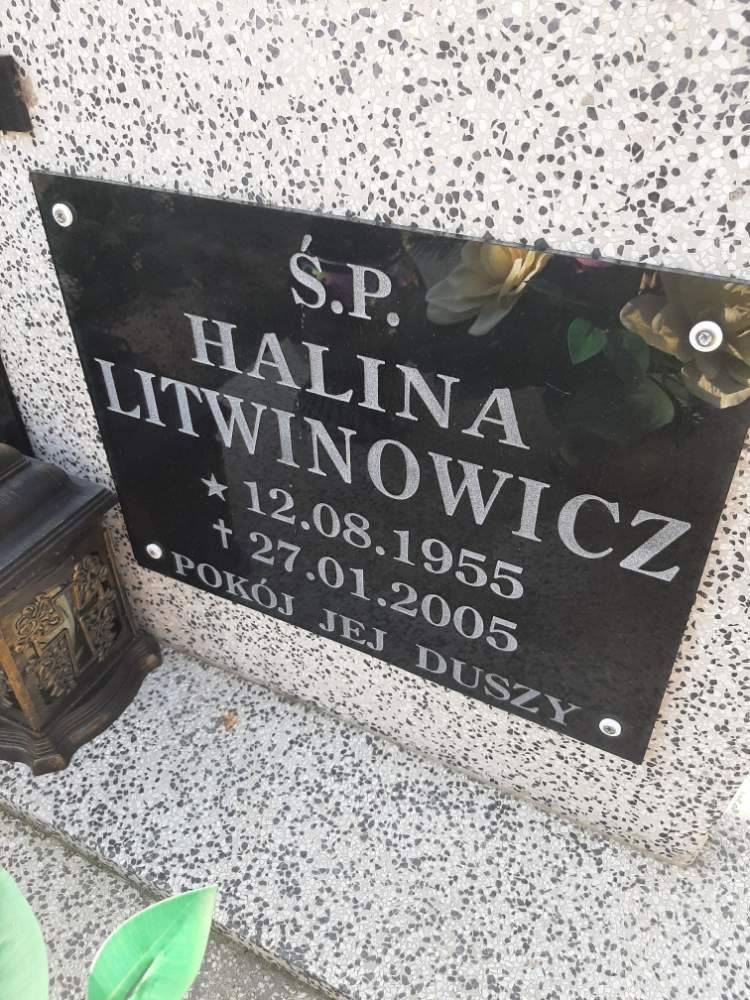 Ś.P.
HALINA
LITWINOWICZ
★ 12.08.1955
✝ 27.01.2005
POKÓJ JEJ DUSZY